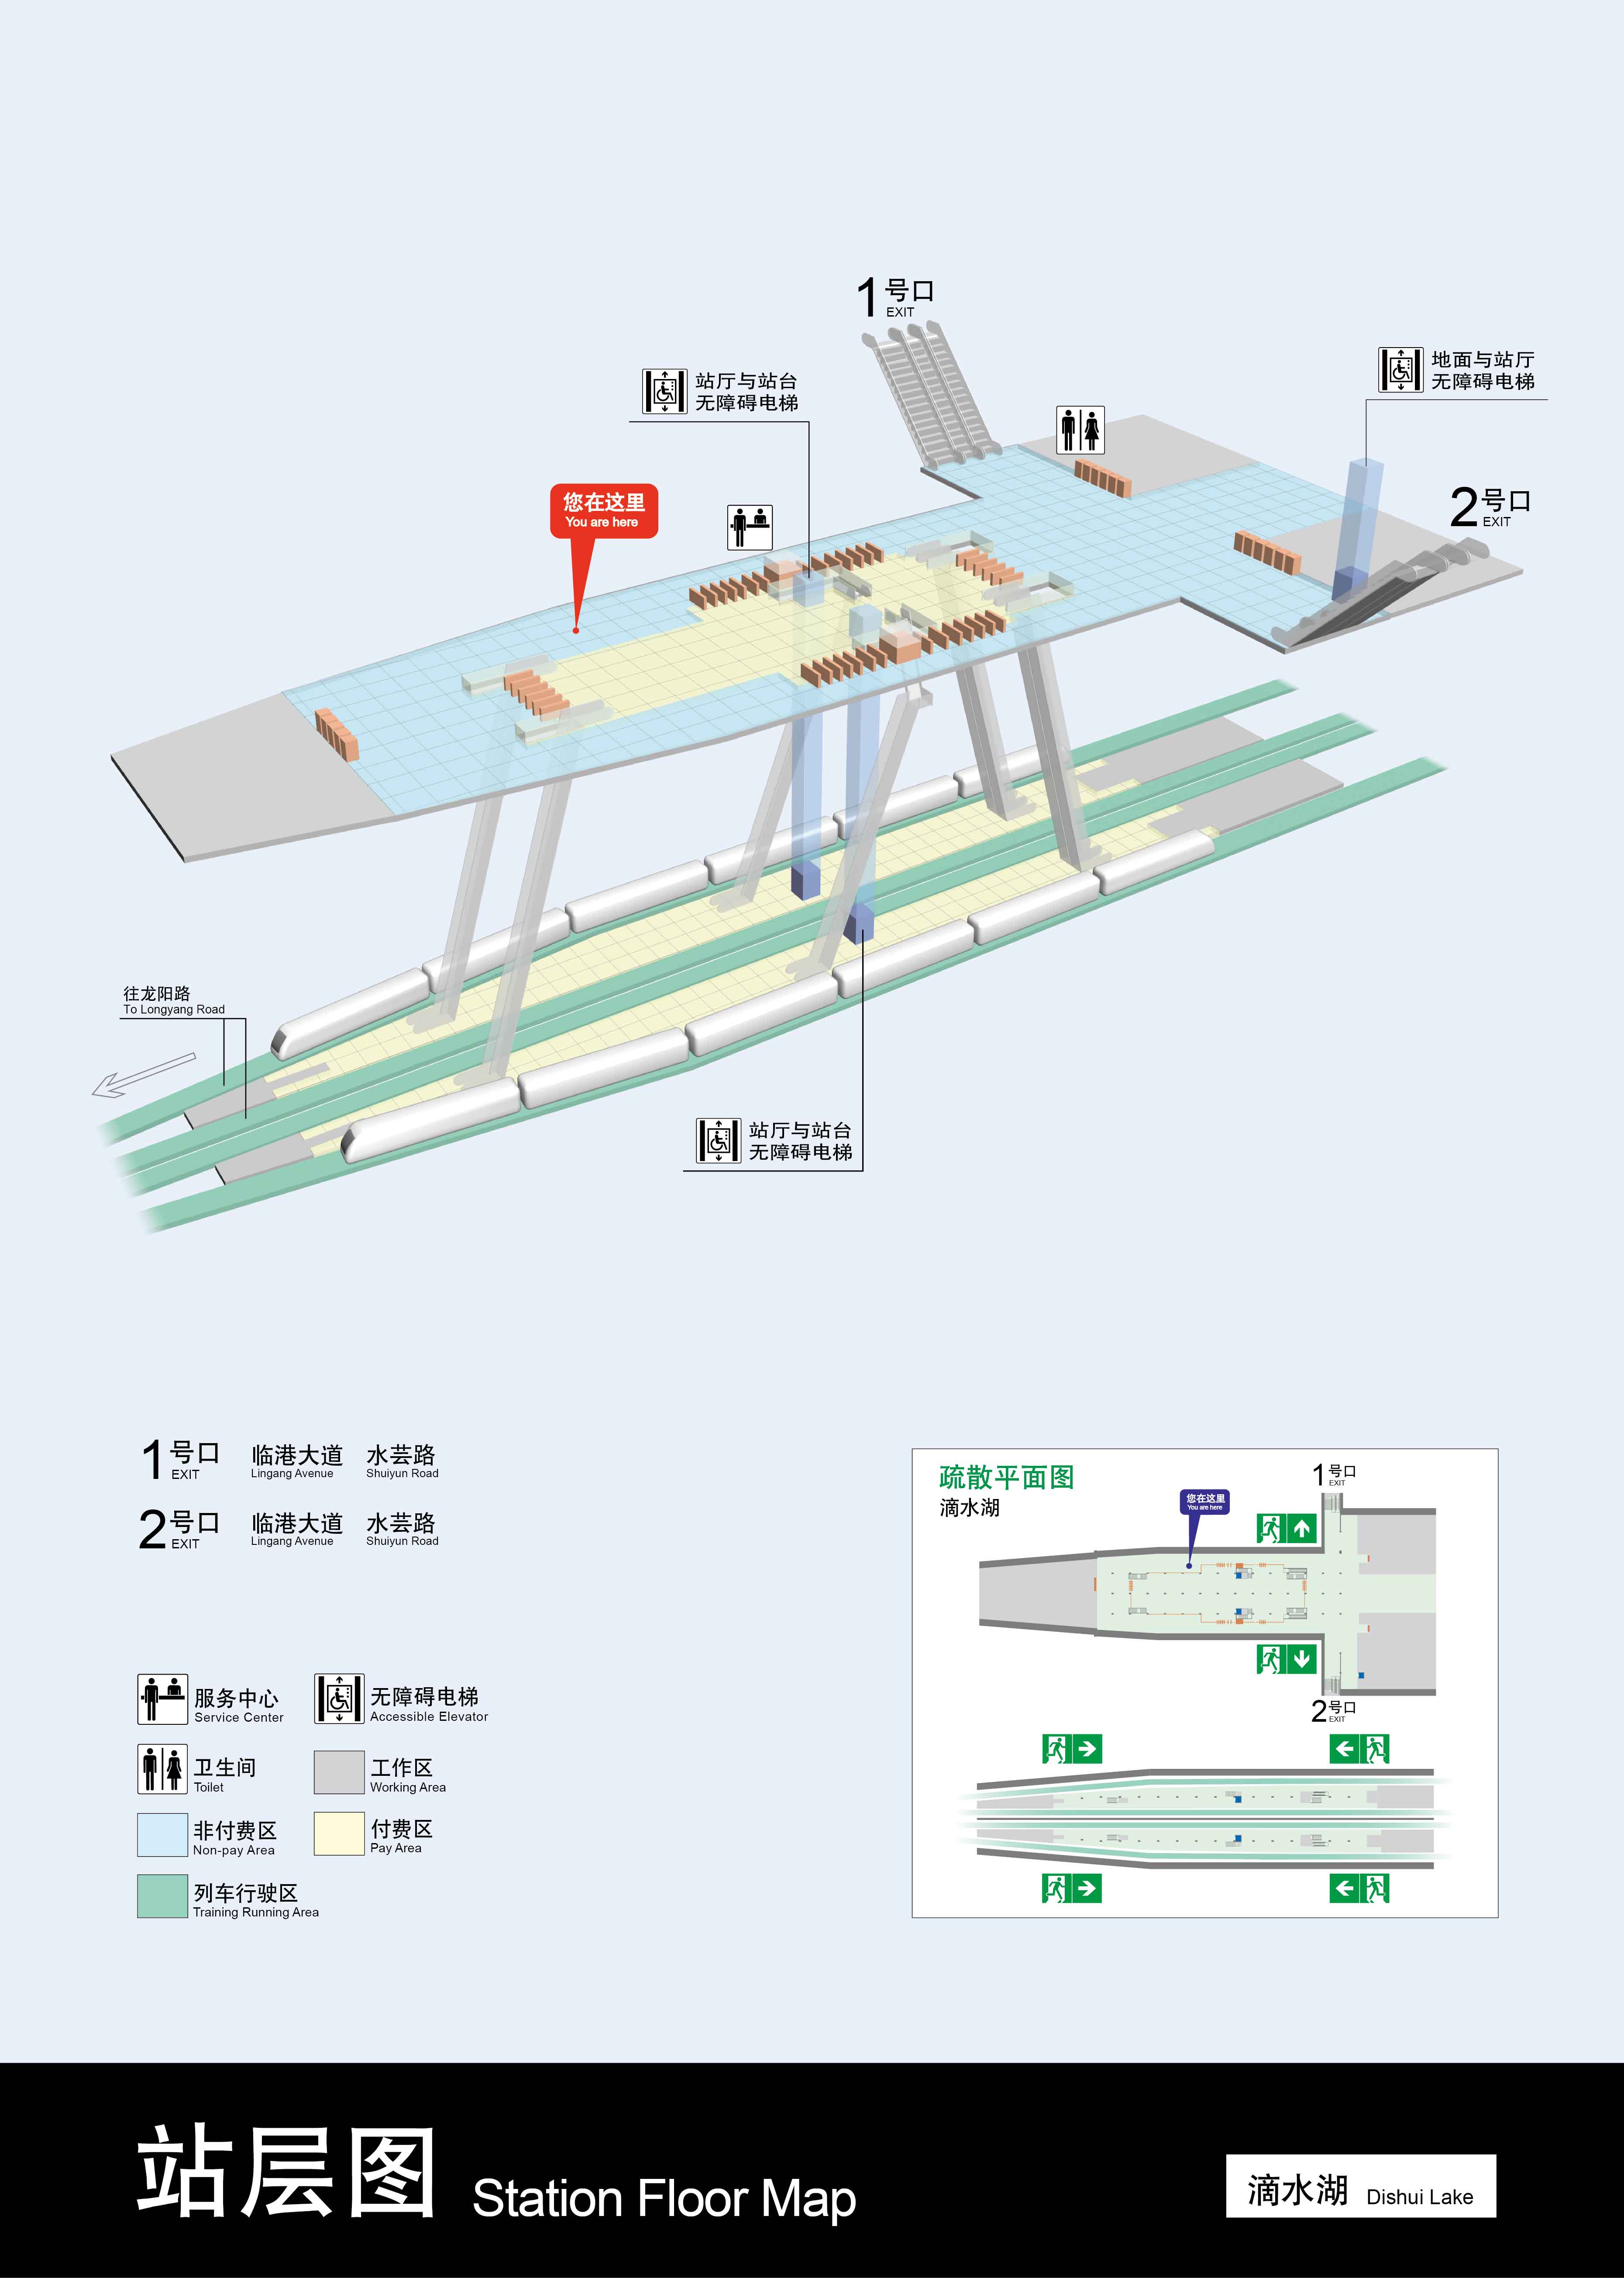 1号口
EXIT
站厅与站台
无障碍电梯
地面与站厅
无障碍电梯
您在这里
You are here
2号口
EXIT
往龙阳路
To Longyang Road
站厅与站台
无障碍电梯
1号口
EXIT
临港大道
Lingang Avenue
水芸路
Shuiyun Road
2号口
EXIT
临港大道
Lingang Avenue
水芸路
Shuiyun Road
疏散平面图
滴水湖
1号口
EXIT
您在这里
You are here
2号口
EXIT
服务中心
Service Center
无障碍电梯
Accessible Elevator
卫生间
Toilet
工作区
Working Area
非付费区
Non-pay Area
付费区
Pay Area
列车行驶区
Training Running Area
站层图 Station Floor Map
滴水湖 Dishui Lake